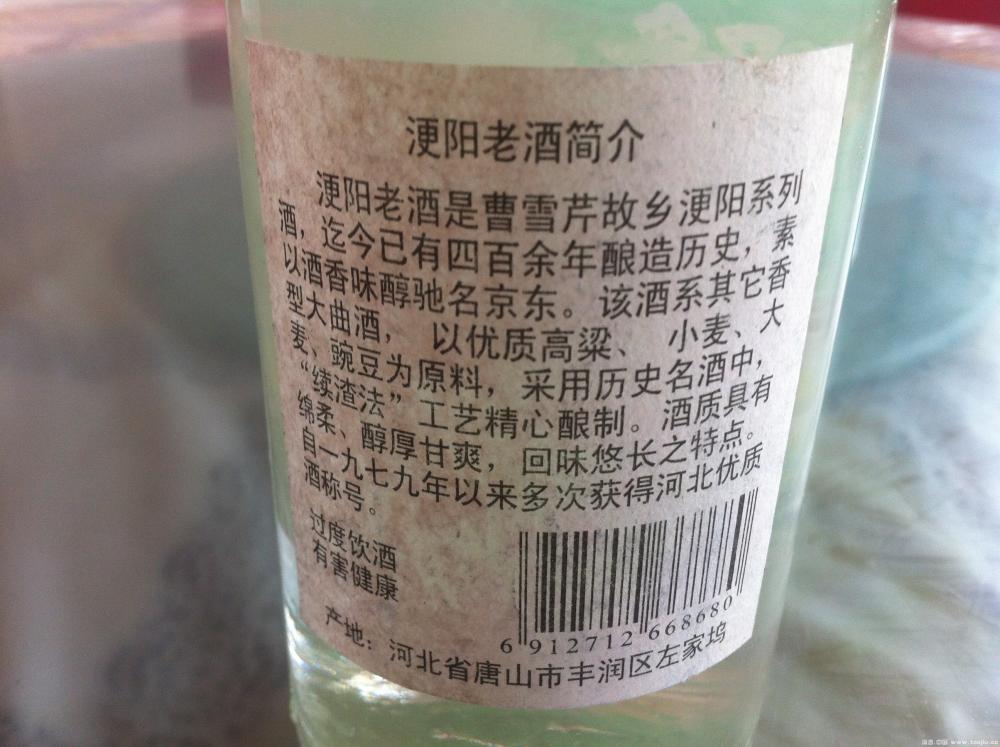 浭阳老酒简介
浭阳老酒是曹雪芹故乡浭阳系列
酒，迄今已有四百余年酿造历史，素
以酒香味醇驰名京东。该酒系其它香
型大曲酒， 以优质高粱、 小麦、大
麦、豌豆为原料，采用历史名酒中，
“续渣法”工艺精心酿制。酒质具有
绵柔、醇厚甘爽，回味悠长之特点。
自一九七九年以来多次获得河北优质
酒称号。
过度饮酒
有害健康
6 912712 668680
产地：河北省唐山市丰润区左家坞